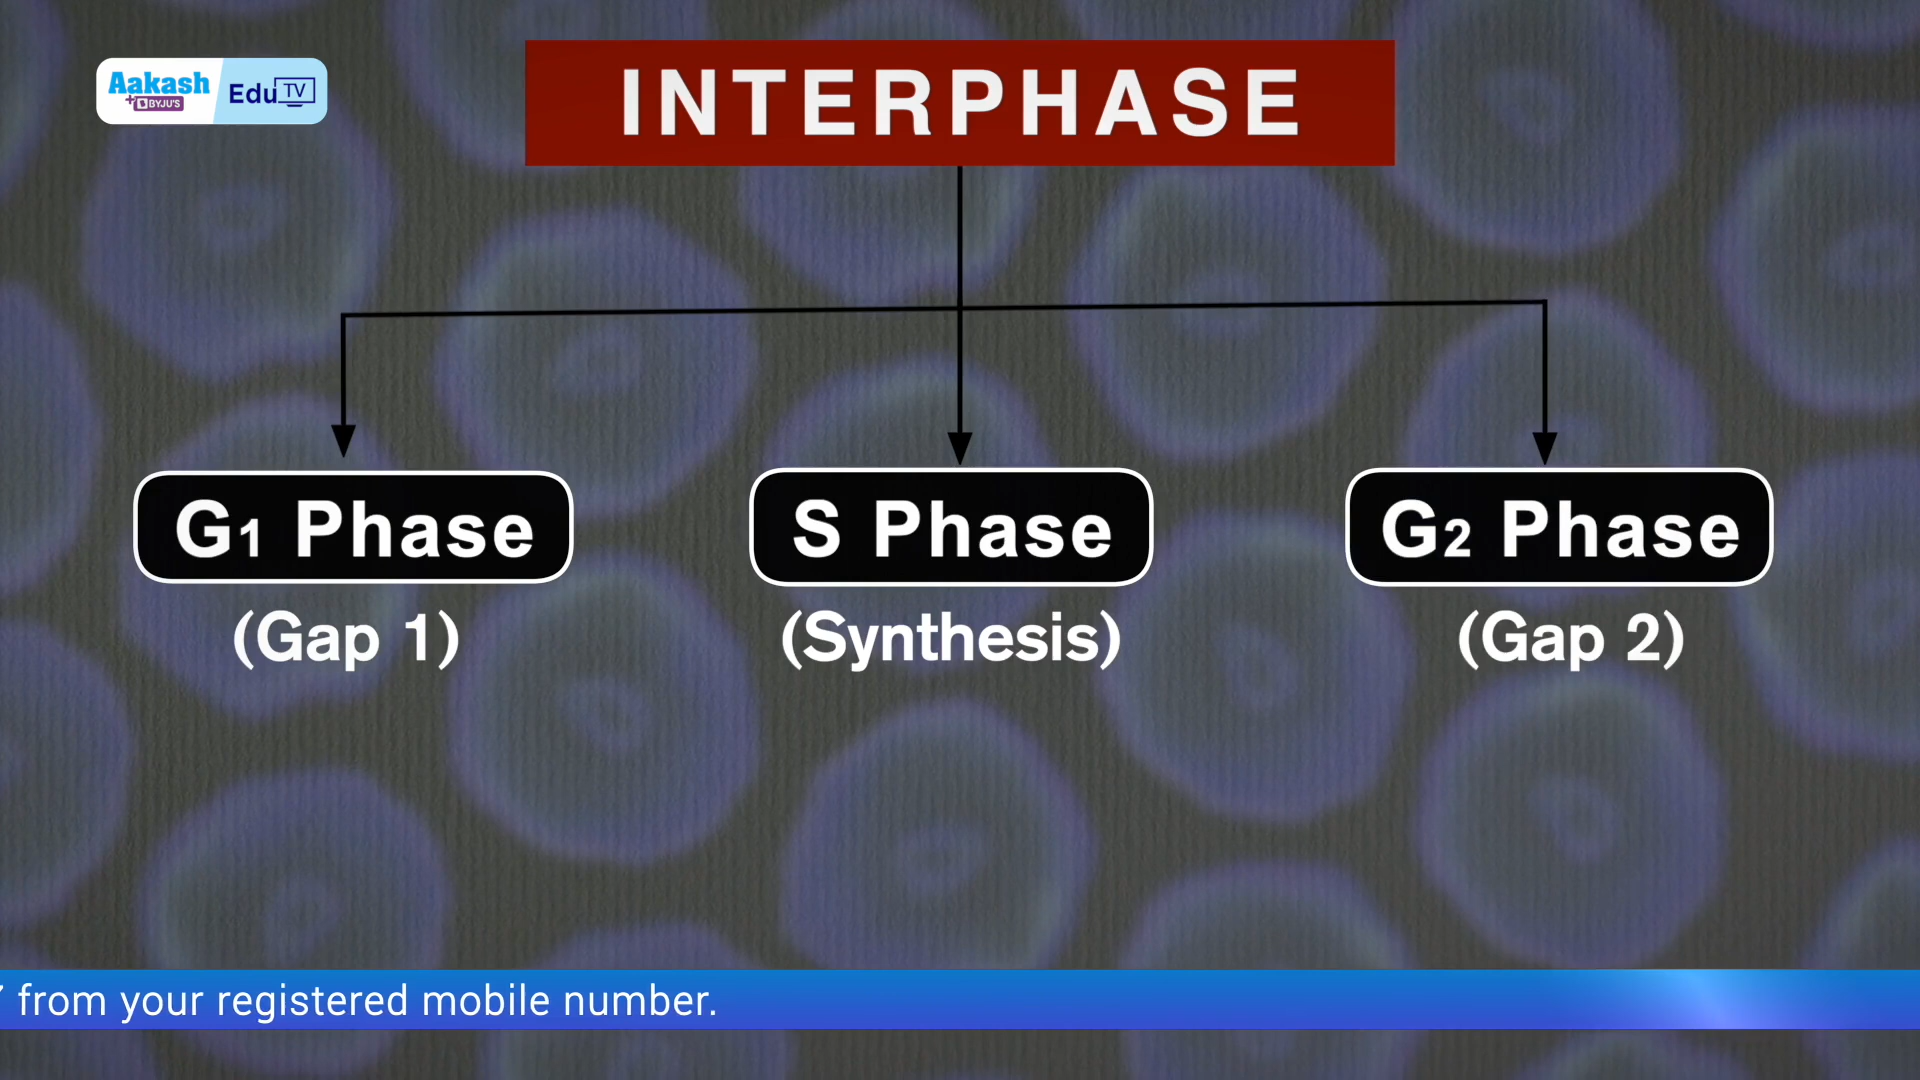 Aakash
+BYJU'S
Edu TV
INTERPHASE
G1 Phase
S Phase
G2 Phase
(Gap 1)
(Synthesis)
(Gap 2)
from your registered mobile number.